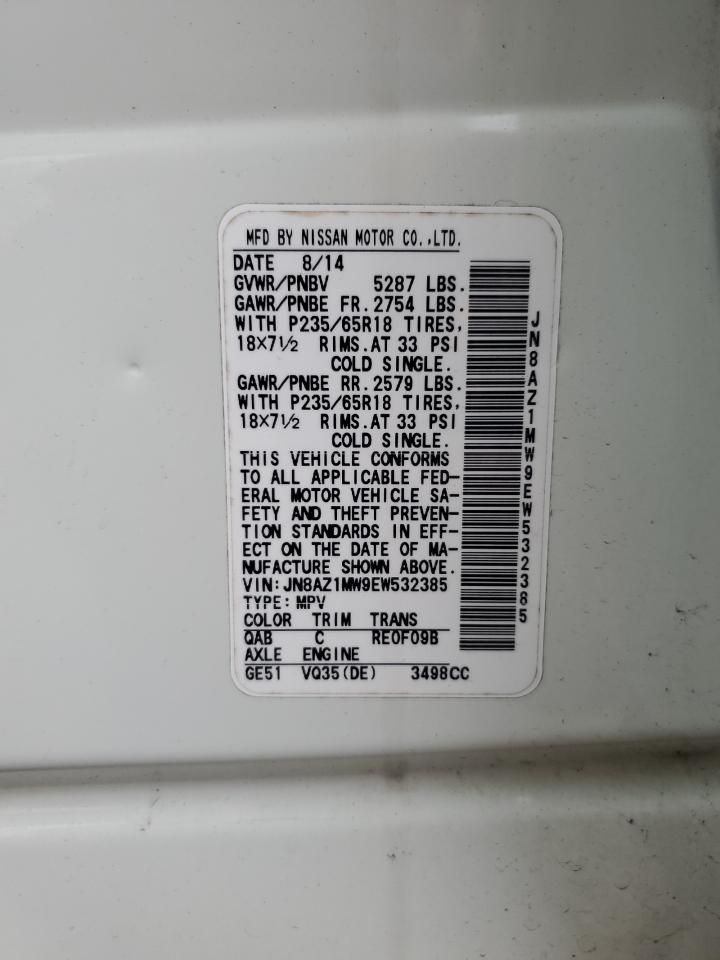 MFD BY NISSAN MOTOR CO.,LTD.
DATE 8/14
GVWR/PNBV 5287 LBS.
GAWR/PNBE FR. 2754 LBS.
WITH P235/65R18 TIRES,
18×7½ RIMS. AT 33 PSI
COLD SINGLE.
GAWR/PNBE RR. 2579 LBS.
WITH P235/65R18 TIRES,
18×7½ RIMS. AT 33 PSI
COLD SINGLE.
THIS VEHICLE CONFORMS
TO ALL APPLICABLE FED-
ERAL MOTOR VEHICLE SA-
FETY AND THEFT PREVEN-
TION STANDARDS IN EFF-
ECT ON THE DATE OF MA-
NUFACTURE SHOWN ABOVE.
VIN: JN8AZ1MW9EW532385
TYPE: MPV
COLOR TRIM TRANS
QAB C RE0F09B
AXLE ENGINE
GE51 VQ35(DE) 3498CC
JN8AZ1MW9EW532385